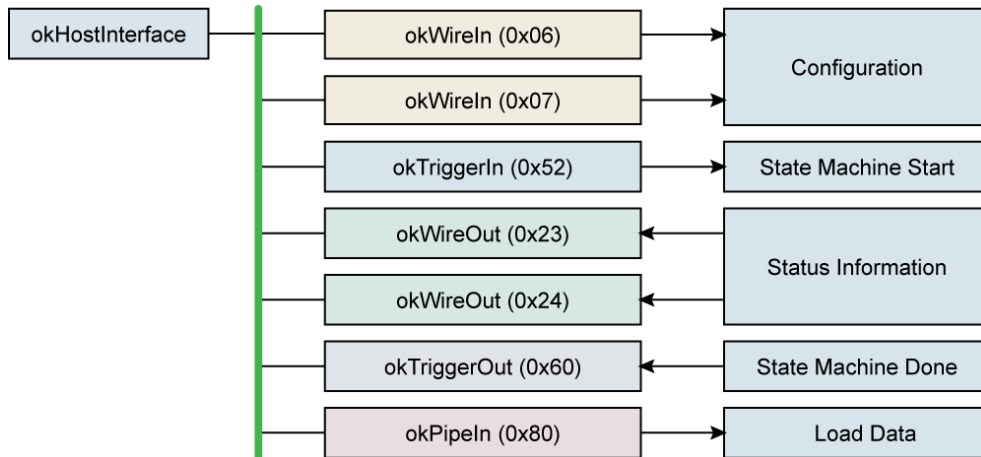 okHostInterface
okWireIn (0x06)
Configuration
okWireIn (0x07)
okTriggerIn (0x52)
State Machine Start
okWireOut (0x23)
Status Information
okWireOut (0x24)
okTriggerOut (0x60)
State Machine Done
okPipeIn (0x80)
Load Data